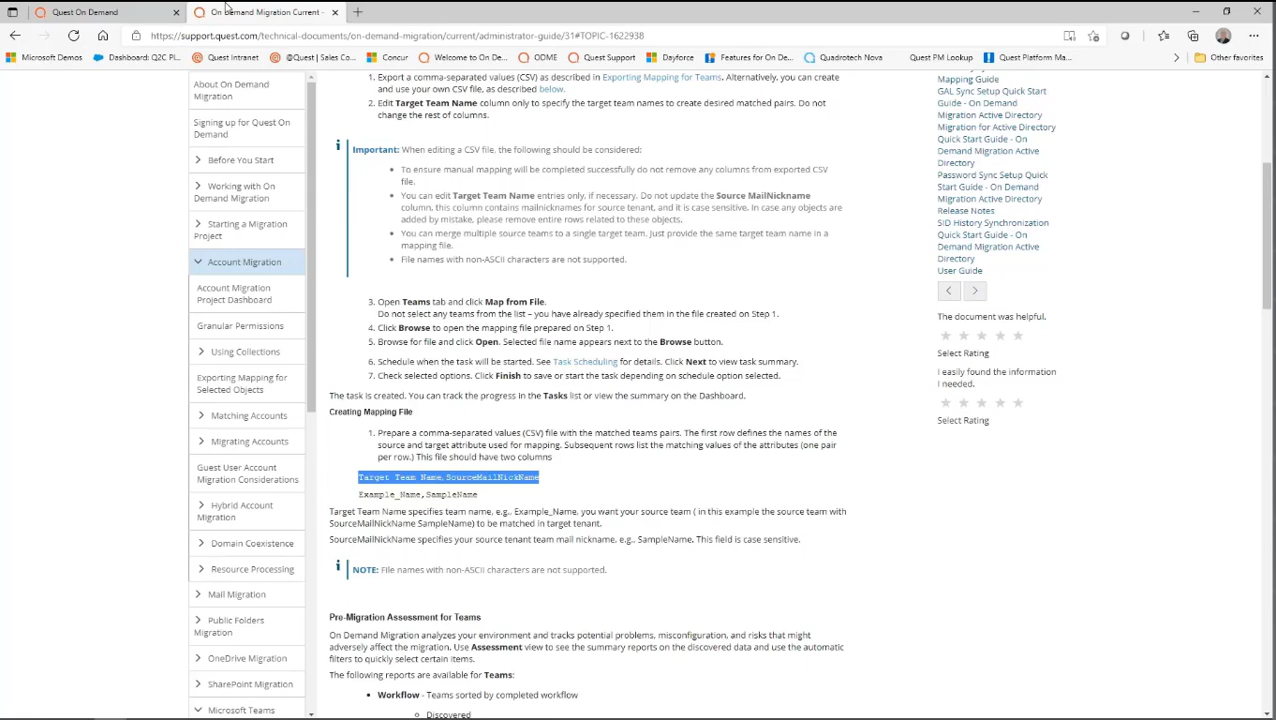 Quest On Demand
On Demand Migration Current -
https://support.quest.com/technical-documents/on-demand-migration/current/administrator-guide/31#TOPIC-1622938
Microsoft Demos
Dashboard: Q2C Pi...
Quest Intranet
@Quest | Sales Co...
Concur
Welcome to On De...
ODME
Quest Support
Dayforce
Features for On De...
Quadrotech Nova
Quest PM Lookup
Quest Platform Ma...
Other favorites
About On Demand
Migration
Signing up for Quest On
Demand
Before You Start
Working with On
Demand Migration
Starting a Migration
Project
Account Migration
Account Migration
Project Dashboard
Granular Permissions
Using Collections
Exporting Mapping for
Selected Objects
Matching Accounts
Migrating Accounts
Guest User Account
Migration Considerations
Hybrid Account
Migration
Domain Coexistence
Resource Processing
Mail Migration
Public Folders
Migration
OneDrive Migration
SharePoint Migration
Microsoft Teams
1. Export a comma-separated values (CSV) as described in Exporting Mapping for Teams. Alternatively, you can create
and use your own CSV file, as described below.
2. Edit Target Team Name column only to specify the target team names to create desired matched pairs. Do not
change the rest of columns.
Important: When editing a CSV file, the following should be considered:
• To ensure manual mapping will be completed successfully do not remove any columns from exported CSV
file.
• You can edit Target Team Name entries only, if necessary. Do not update the Source MailNickname
column, this column contains mailnicknames for source tenant, and it is case sensitive. In case any objects are
added by mistake, please remove entire rows related to these objects.
• You can merge multiple source teams to a single target team. Just provide the same target team name in a
mapping file.
• File names with non-ASCII characters are not supported.
3. Open Teams tab and click Map from File.
Do not select any teams from the list – you have already specified them in the file created on Step 1.
4. Click Browse to open the mapping file prepared on Step 1.
5. Browse for file and click Open. Selected file name appears next to the Browse button.
6. Schedule when the task will be started. See Task Scheduling for details. Click Next to view task summary.
7. Check selected options. Click Finish to save or start the task depending on schedule option selected.
The task is created. You can track the progress in the Tasks list or view the summary on the Dashboard.
Creating Mapping File
1. Prepare a comma-separated values (CSV) file with the matched teams pairs. The first row defines the names of the
source and target attribute used for mapping. Subsequent rows list the matching values of the attributes (one pair
per row.) This file should have two columns
Target Team Name,SourceMailNickName
Example_Name,SampleName
Target Team Name specifies team name, e.g., Example_Name, you want your source team ( in this example the source team with
SourceMailNickName SampleName) to be matched in target tenant.
SourceMailNickName specifies your source tenant team mail nickname, e.g., SampleName. This field is case sensitive.
NOTE: File names with non-ASCII characters are not supported.
Pre-Migration Assessment for Teams
On Demand Migration analyzes your environment and tracks potential problems, misconfiguration, and risks that might
adversely affect the migration. Use Assessment view to see the summary reports on the discovered data and use the automatic
filters to quickly select certain items.
The following reports are available for Teams:
• Workflow - Teams sorted by completed workflow
Discovered
Mapping Guide
GAL Sync Setup Quick Start
Guide - On Demand
Migration Active Directory
Migration for Active Directory
Quick Start Guide - On
Demand Migration Active
Directory
Password Sync Setup Quick
Start Guide - On Demand
Migration Active Directory
Release Notes
SID History Synchronization
Quick Start Guide - On
Demand Migration Active
Directory
User Guide
The document was helpful.
Select Rating
I easily found the information
I needed.
Select Rating